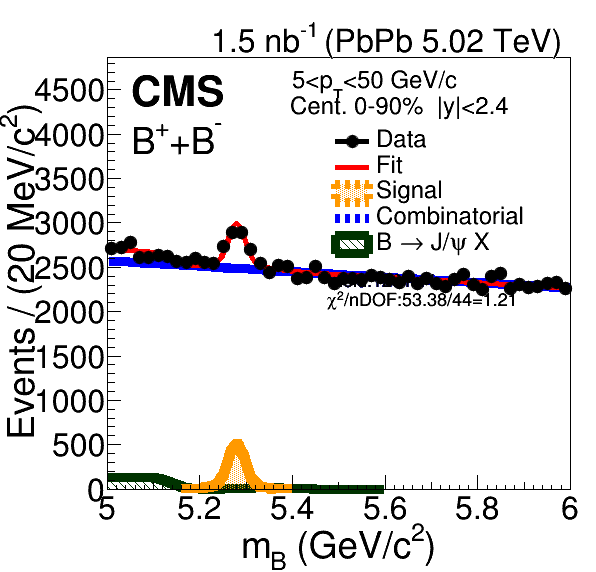 1.5 nb⁻¹ (PbPb 5.02 TeV)
CMS
B⁺+B⁻
5<p_T<50 GeV/c
Cent. 0-90% |y|<2.4
Data
Fit
Signal
Combinatorial
B → J/ψ X
χ²/nDOF:53.38/44=1.21
Events / (20 MeV/c²)
4500
4000
3500
3000
2500
2000
1500
1000
500
0
5 5.2 5.4 5.6 5.8 6
m_B (GeV/c²)